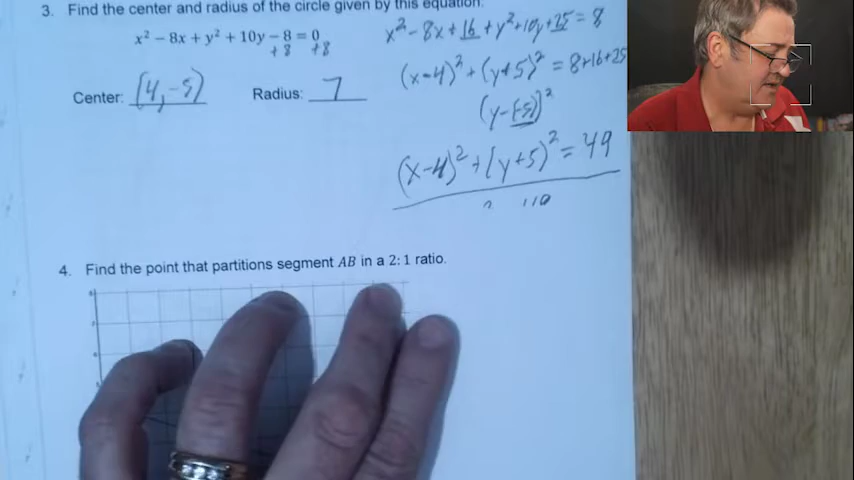 3. Find the center and radius of the circle given by this equation.
x² − 8x + y² + 10y − 8 = 0
+8 +8
Center: (4, -5) Radius: 7
x² - 8x + 16 + y² + 10y + 25 = 8
(x-4)² + (y+5)² = 8+16+25
(y-(-5))²
(x-4)² + (y+5)² = 49
4. Find the point that partitions segment AB in a 2:1 ratio.